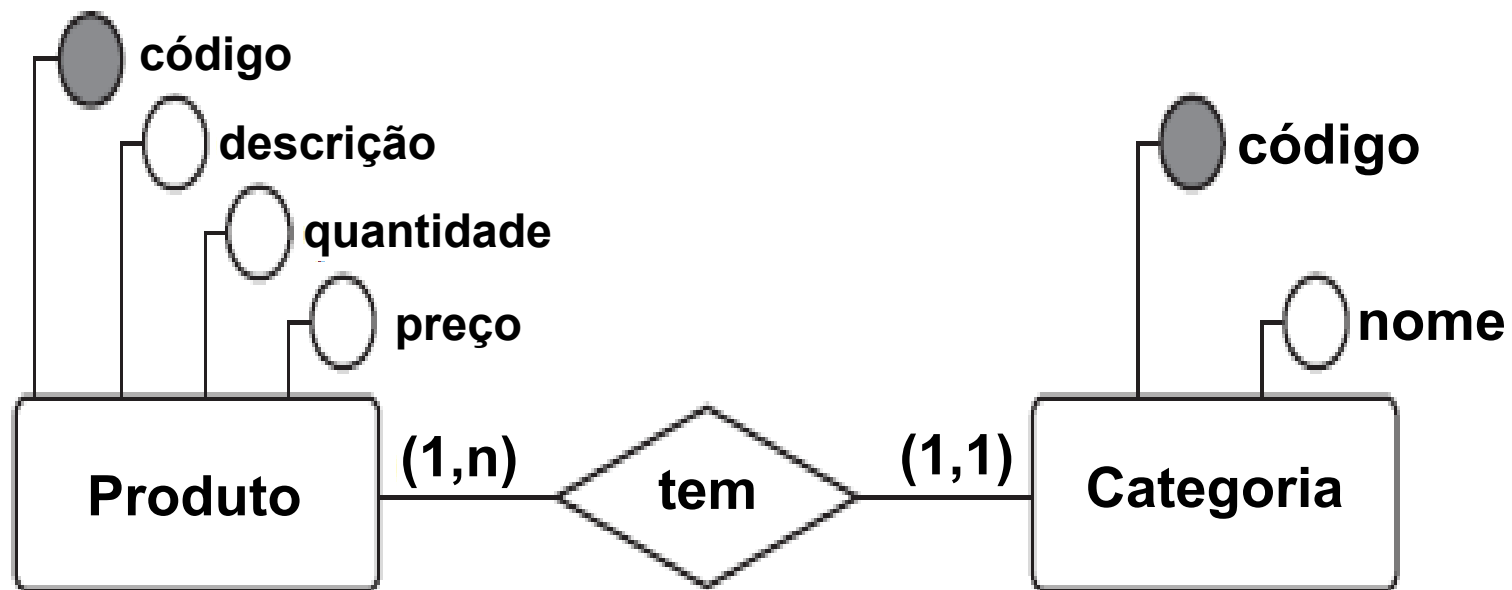 código
descrição
quantidade
preço
código
nome
Produto
(1,n)
tem
(1,1)
Categoria